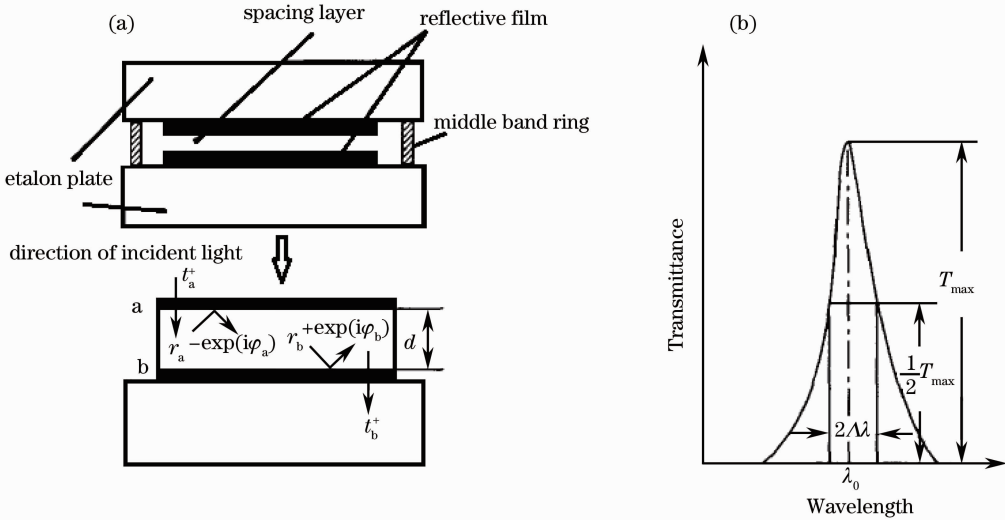 (a)
spacing layer
reflective film
middle band ring
etalon plate
direction of incident light
t_a^+
a
r_a^-exp(iφ_a)
r_b^+exp(iφ_b)
d
b
t_b^+
(b)
Transmittance
T_max
1/2 T_max
2Λλ
λ_0
Wavelength